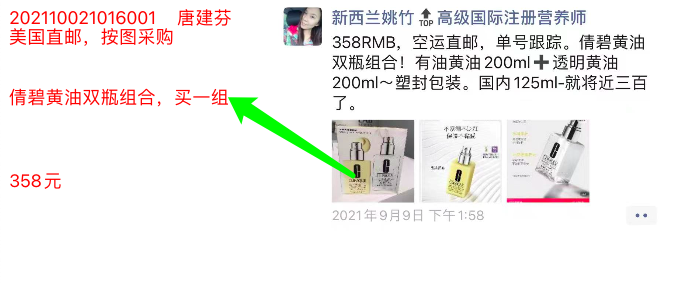 202110021016001 唐建芬
美国直邮，按图采购
倩碧黄油双瓶组合，买一组
358元
新西兰姚竹🔝高级国际注册营养师
358RMB，空运直邮，单号跟踪。倩碧黄油
双瓶组合！有油黄油200ml➕透明黄油
200ml～塑封包装。国内125ml-就将近三百
了。
2021年9月9日 下午1:58